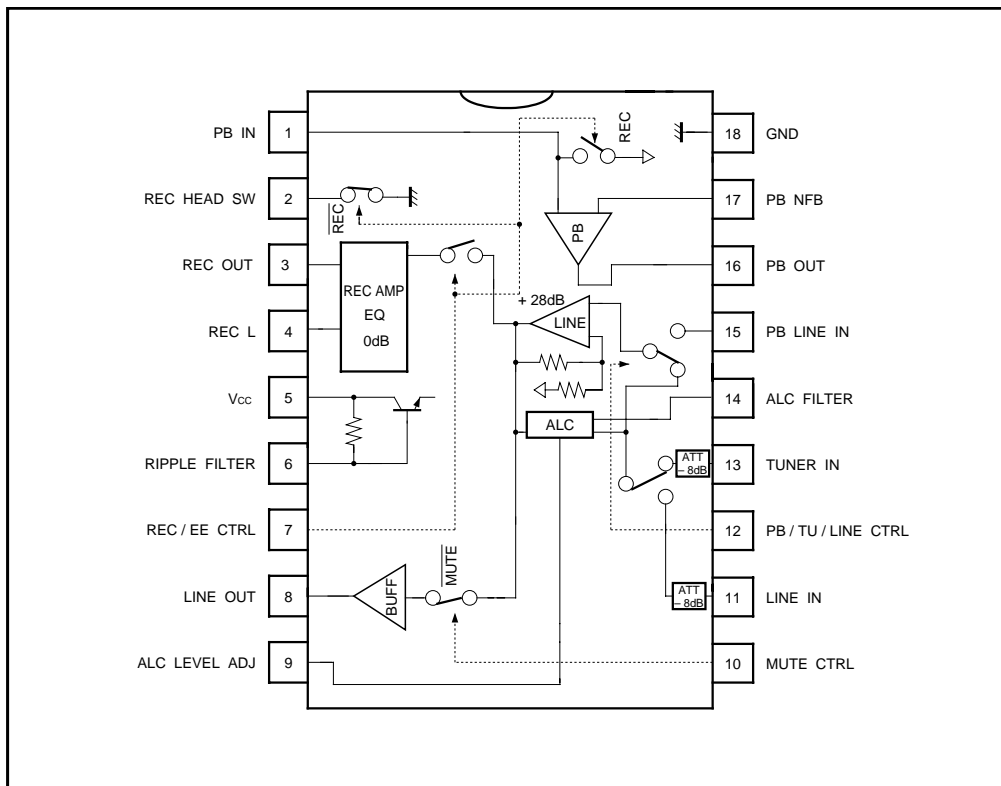 PB IN 1
REC HEAD SW 2
REC OUT 3
REC L 4
Vcc 5
RIPPLE FILTER 6
REC / EE CTRL 7
LINE OUT 8
ALC LEVEL ADJ 9
REC
REC
PB
REC AMP
EQ
0dB
+ 28dB
LINE
ALC
ATT
– 8dB
MUTE
BUFF
ATT
– 8dB
18 GND
17 PB NFB
16 PB OUT
15 PB LINE IN
14 ALC FILTER
13 TUNER IN
12 PB / TU / LINE CTRL
11 LINE IN
10 MUTE CTRL